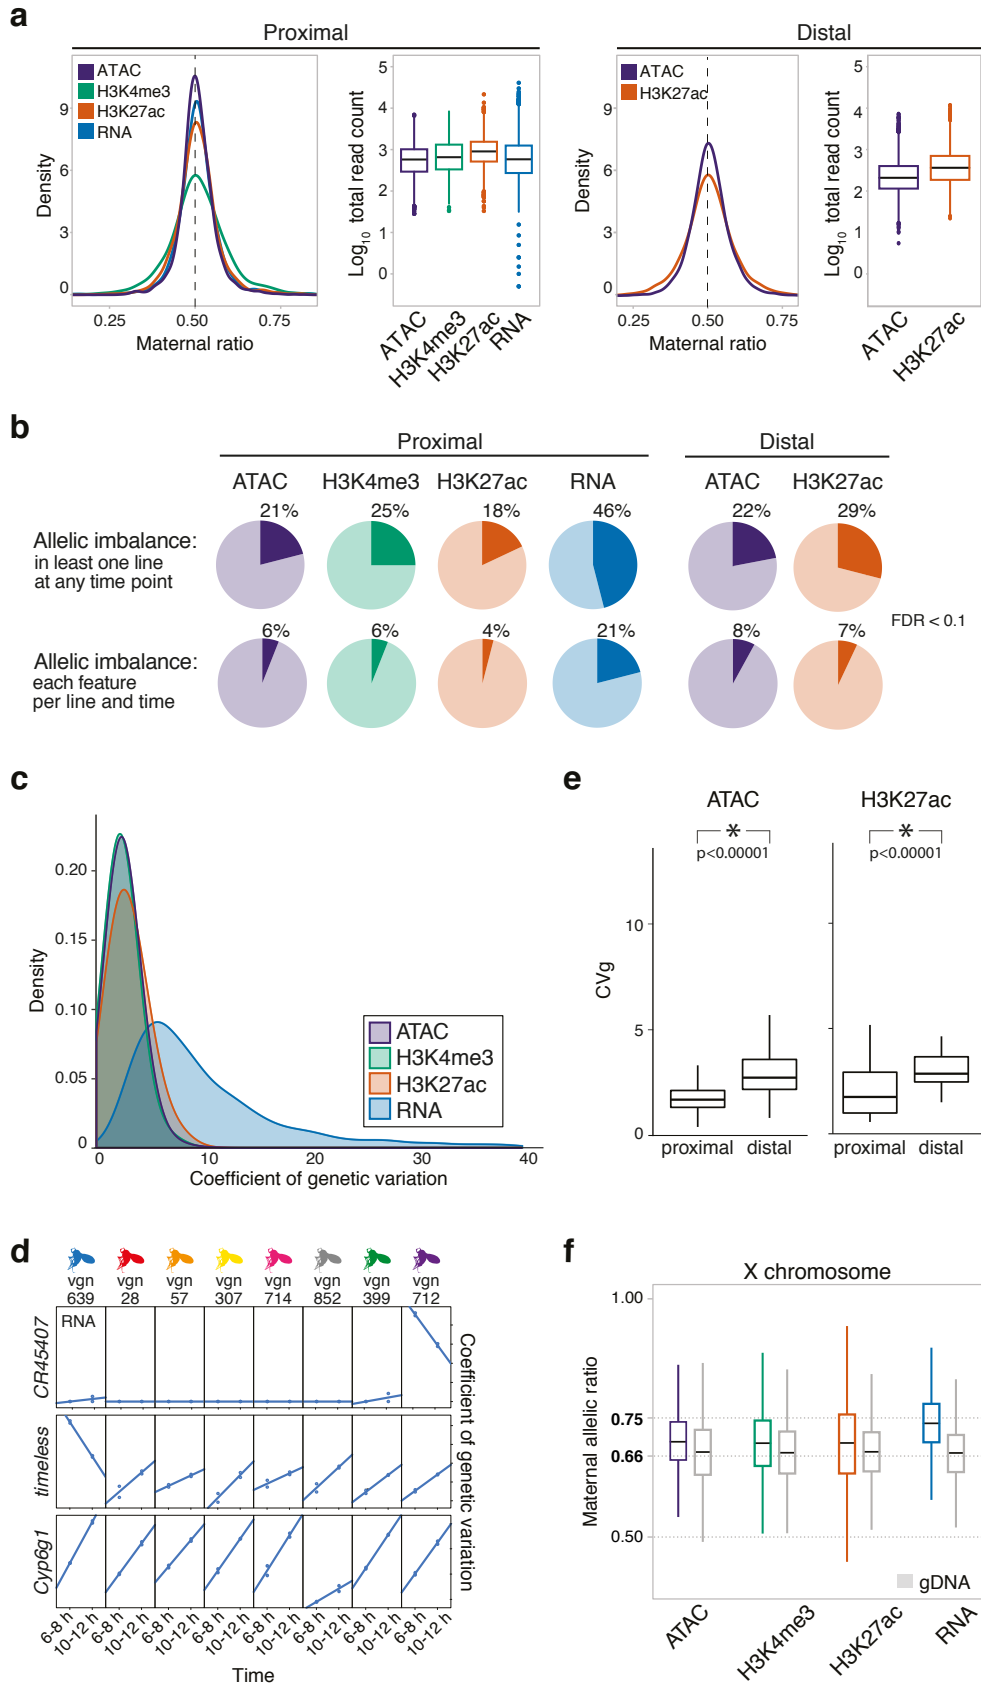 a
Proximal
Distal
ATAC
H3K4me3
H3K27ac
RNA
Density
9
6
3
0
0.25 0.50 0.75
Maternal ratio
Log10 total read count
5
4
3
2
1
0
ATAC
H3K4me3
H3K27ac
RNA
ATAC
H3K27ac
Density
9
6
3
0
0.25 0.50 0.75
Maternal ratio
Log10 total read count
5
4
3
2
1
0
ATAC
H3K27ac
b
Proximal
Distal
ATAC H3K4me3 H3K27ac RNA ATAC H3K27ac
21% 25% 18% 46% 22% 29%
Allelic imbalance:
in least one line
at any time point
FDR < 0.1
6% 6% 4% 21% 8% 7%
Allelic imbalance:
each feature
per line and time
c
Density
0.20
0.15
0.10
0.05
0
0 10 20 30 40
Coefficient of genetic variation
ATAC
H3K4me3
H3K27ac
RNA
e
ATAC H3K27ac
* *
p<0.00001 p<0.00001
CVg
10
5
0
proximal distal proximal distal
d
vgn vgn vgn vgn vgn vgn vgn vgn
639 28 57 307 714 852 399 712
RNA
CR45407
timeless
Cyp6g1
Coefficient of genetic variation
6-8 h 10-12 h 6-8 h 10-12 h 6-8 h 10-12 h 6-8 h 10-12 h 6-8 h 10-12 h 6-8 h 10-12 h 6-8 h 10-12 h 6-8 h 10-12 h
Time
f
X chromosome
Maternal allelic ratio
1.00
0.75
0.66
0.50
gDNA
ATAC
H3K4me3
H3K27ac
RNA